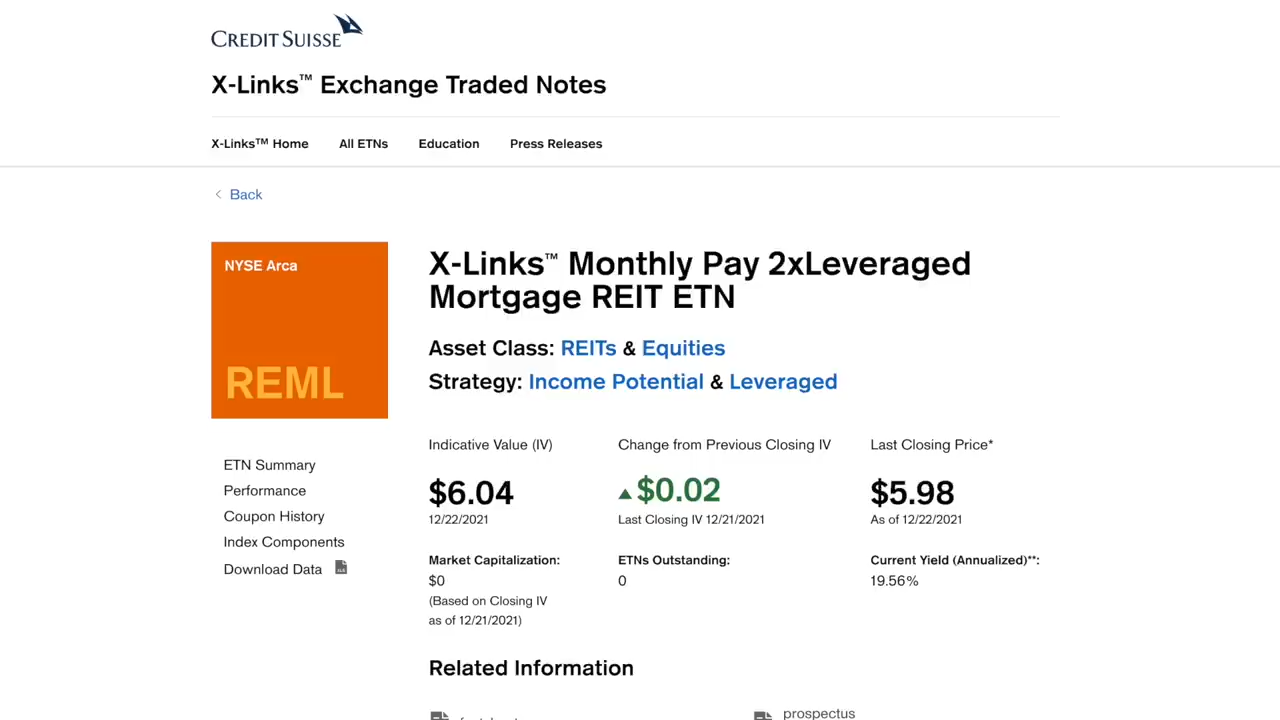 CREDIT SUISSE
X-Links™ Exchange Traded Notes
X-Links™ Home All ETNs Education Press Releases
Back
NYSE Arca
REML
X-Links™ Monthly Pay 2xLeveraged
Mortgage REIT ETN
Asset Class: REITs & Equities
Strategy: Income Potential & Leveraged
Indicative Value (IV) Change from Previous Closing IV Last Closing Price*
$6.04 ▲$0.02 $5.98
12/22/2021 Last Closing IV 12/21/2021 As of 12/22/2021
ETN Summary
Performance
Coupon History
Index Components
Download Data
Market Capitalization: ETNs Outstanding: Current Yield (Annualized)**:
$0 0 19.56%
(Based on Closing IV
as of 12/21/2021)
Related Information
prospectus